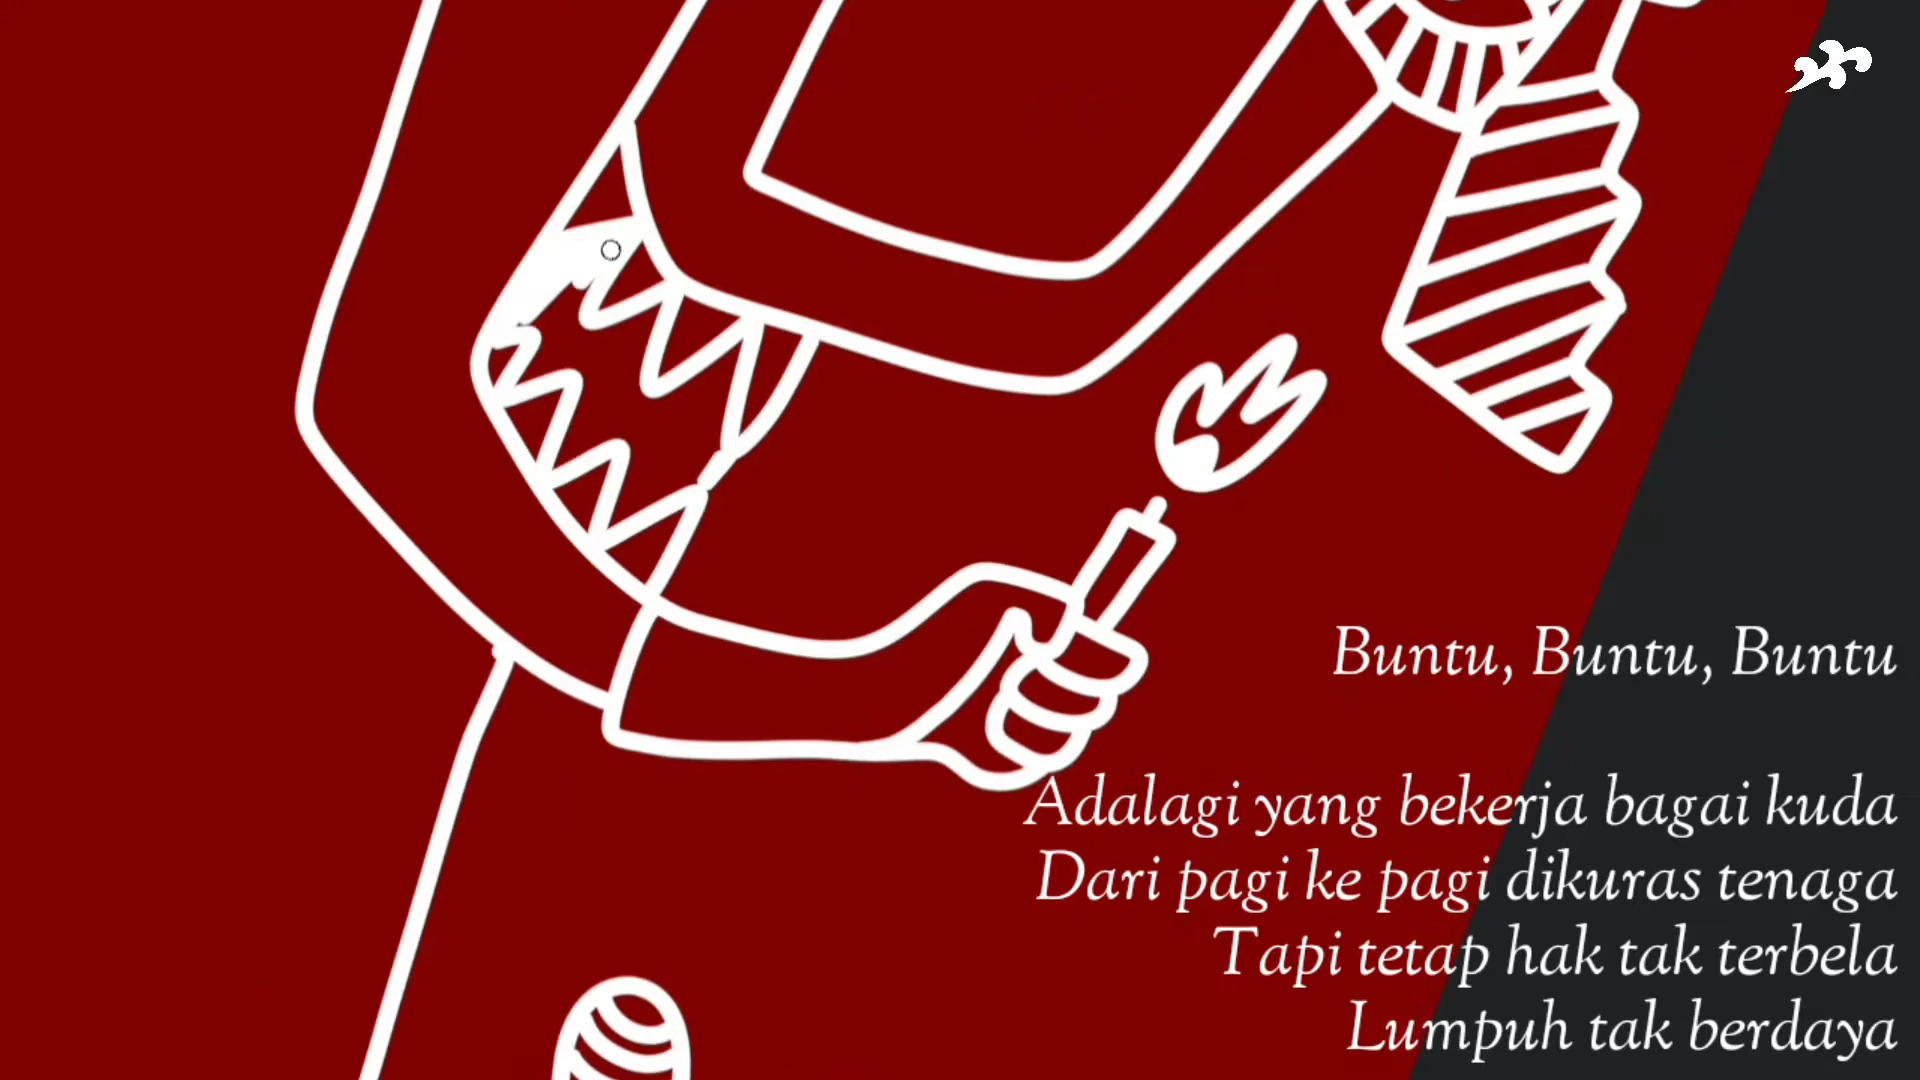 Buntu, Buntu, Buntu
Adalagi yang bekerja bagai kuda
Dari pagi ke pagi dikuras tenaga
Tapi tetap hak tak terbela
Lumpuh tak berdaya